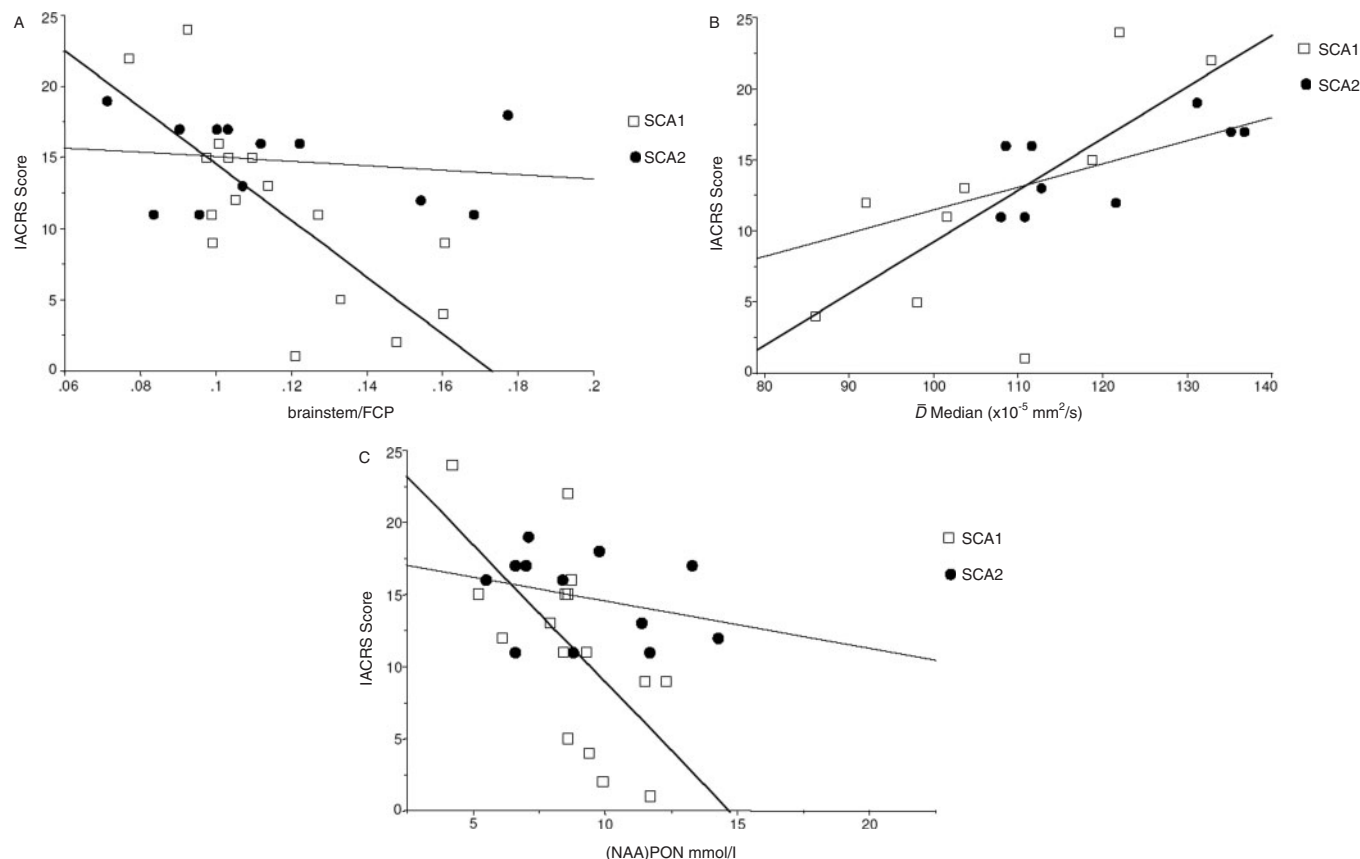 A
25
20
15
10
5
0
IACRS Score
.06 .08 .1 .12 .14 .16 .18 .2
brainstem/FCP
SCA1
SCA2
B
25
20
15
10
5
0
IACRS Score
80 90 100 110 120 130 140
D̅ Median (x10⁻⁵ mm²/s)
SCA1
SCA2
C
25
20
15
10
5
0
IACRS Score
5 10 15 20
(NAA)PON mmol/l
SCA1
SCA2